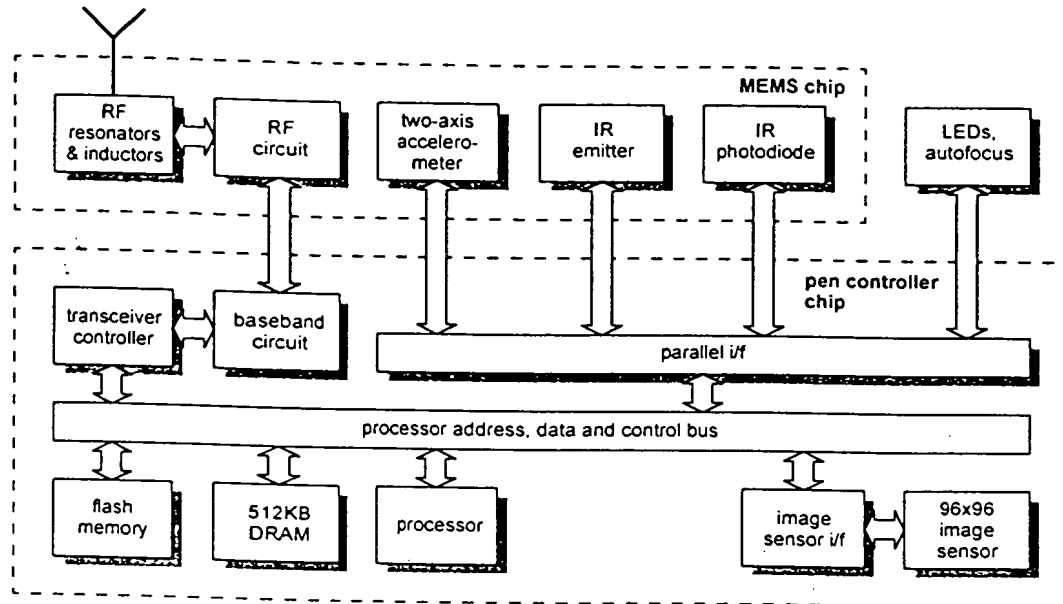 MEMS chip
RF
resonators
& inductors
RF
circuit
two-axis
accelero-
meter
IR
emitter
IR
photodiode
LEDs,
autofocus
pen controller
chip
transceiver
controller
baseband
circuit
parallel i/f
processor address, data and control bus
flash
memory
512KB
DRAM
processor
image
sensor i/f
96x96
image
sensor